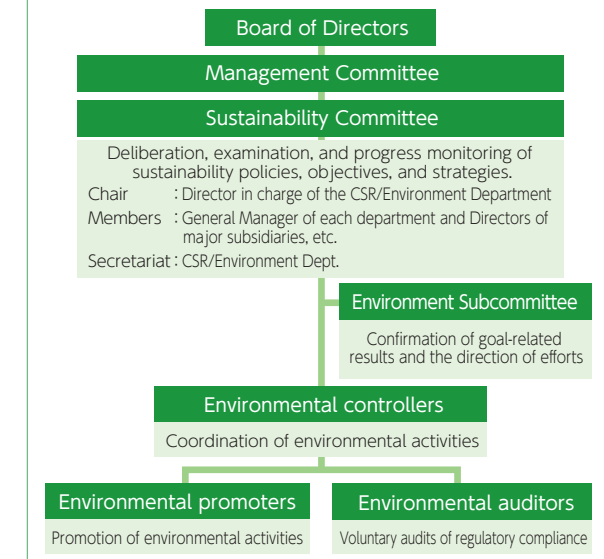 Board of Directors
Management Committee
Sustainability Committee
Deliberation, examination, and progress monitoring of
sustainability policies, objectives, and strategies.
Chair : Director in charge of the CSR/Environment Department
Members : General Manager of each department and Directors of
major subsidiaries, etc.
Secretariat : CSR/Environment Dept.
Environment Subcommittee
Confirmation of goal-related
results and the direction of efforts
Environmental controllers
Coordination of environmental activities
Environmental promoters
Promotion of environmental activities
Environmental auditors
Voluntary audits of regulatory compliance